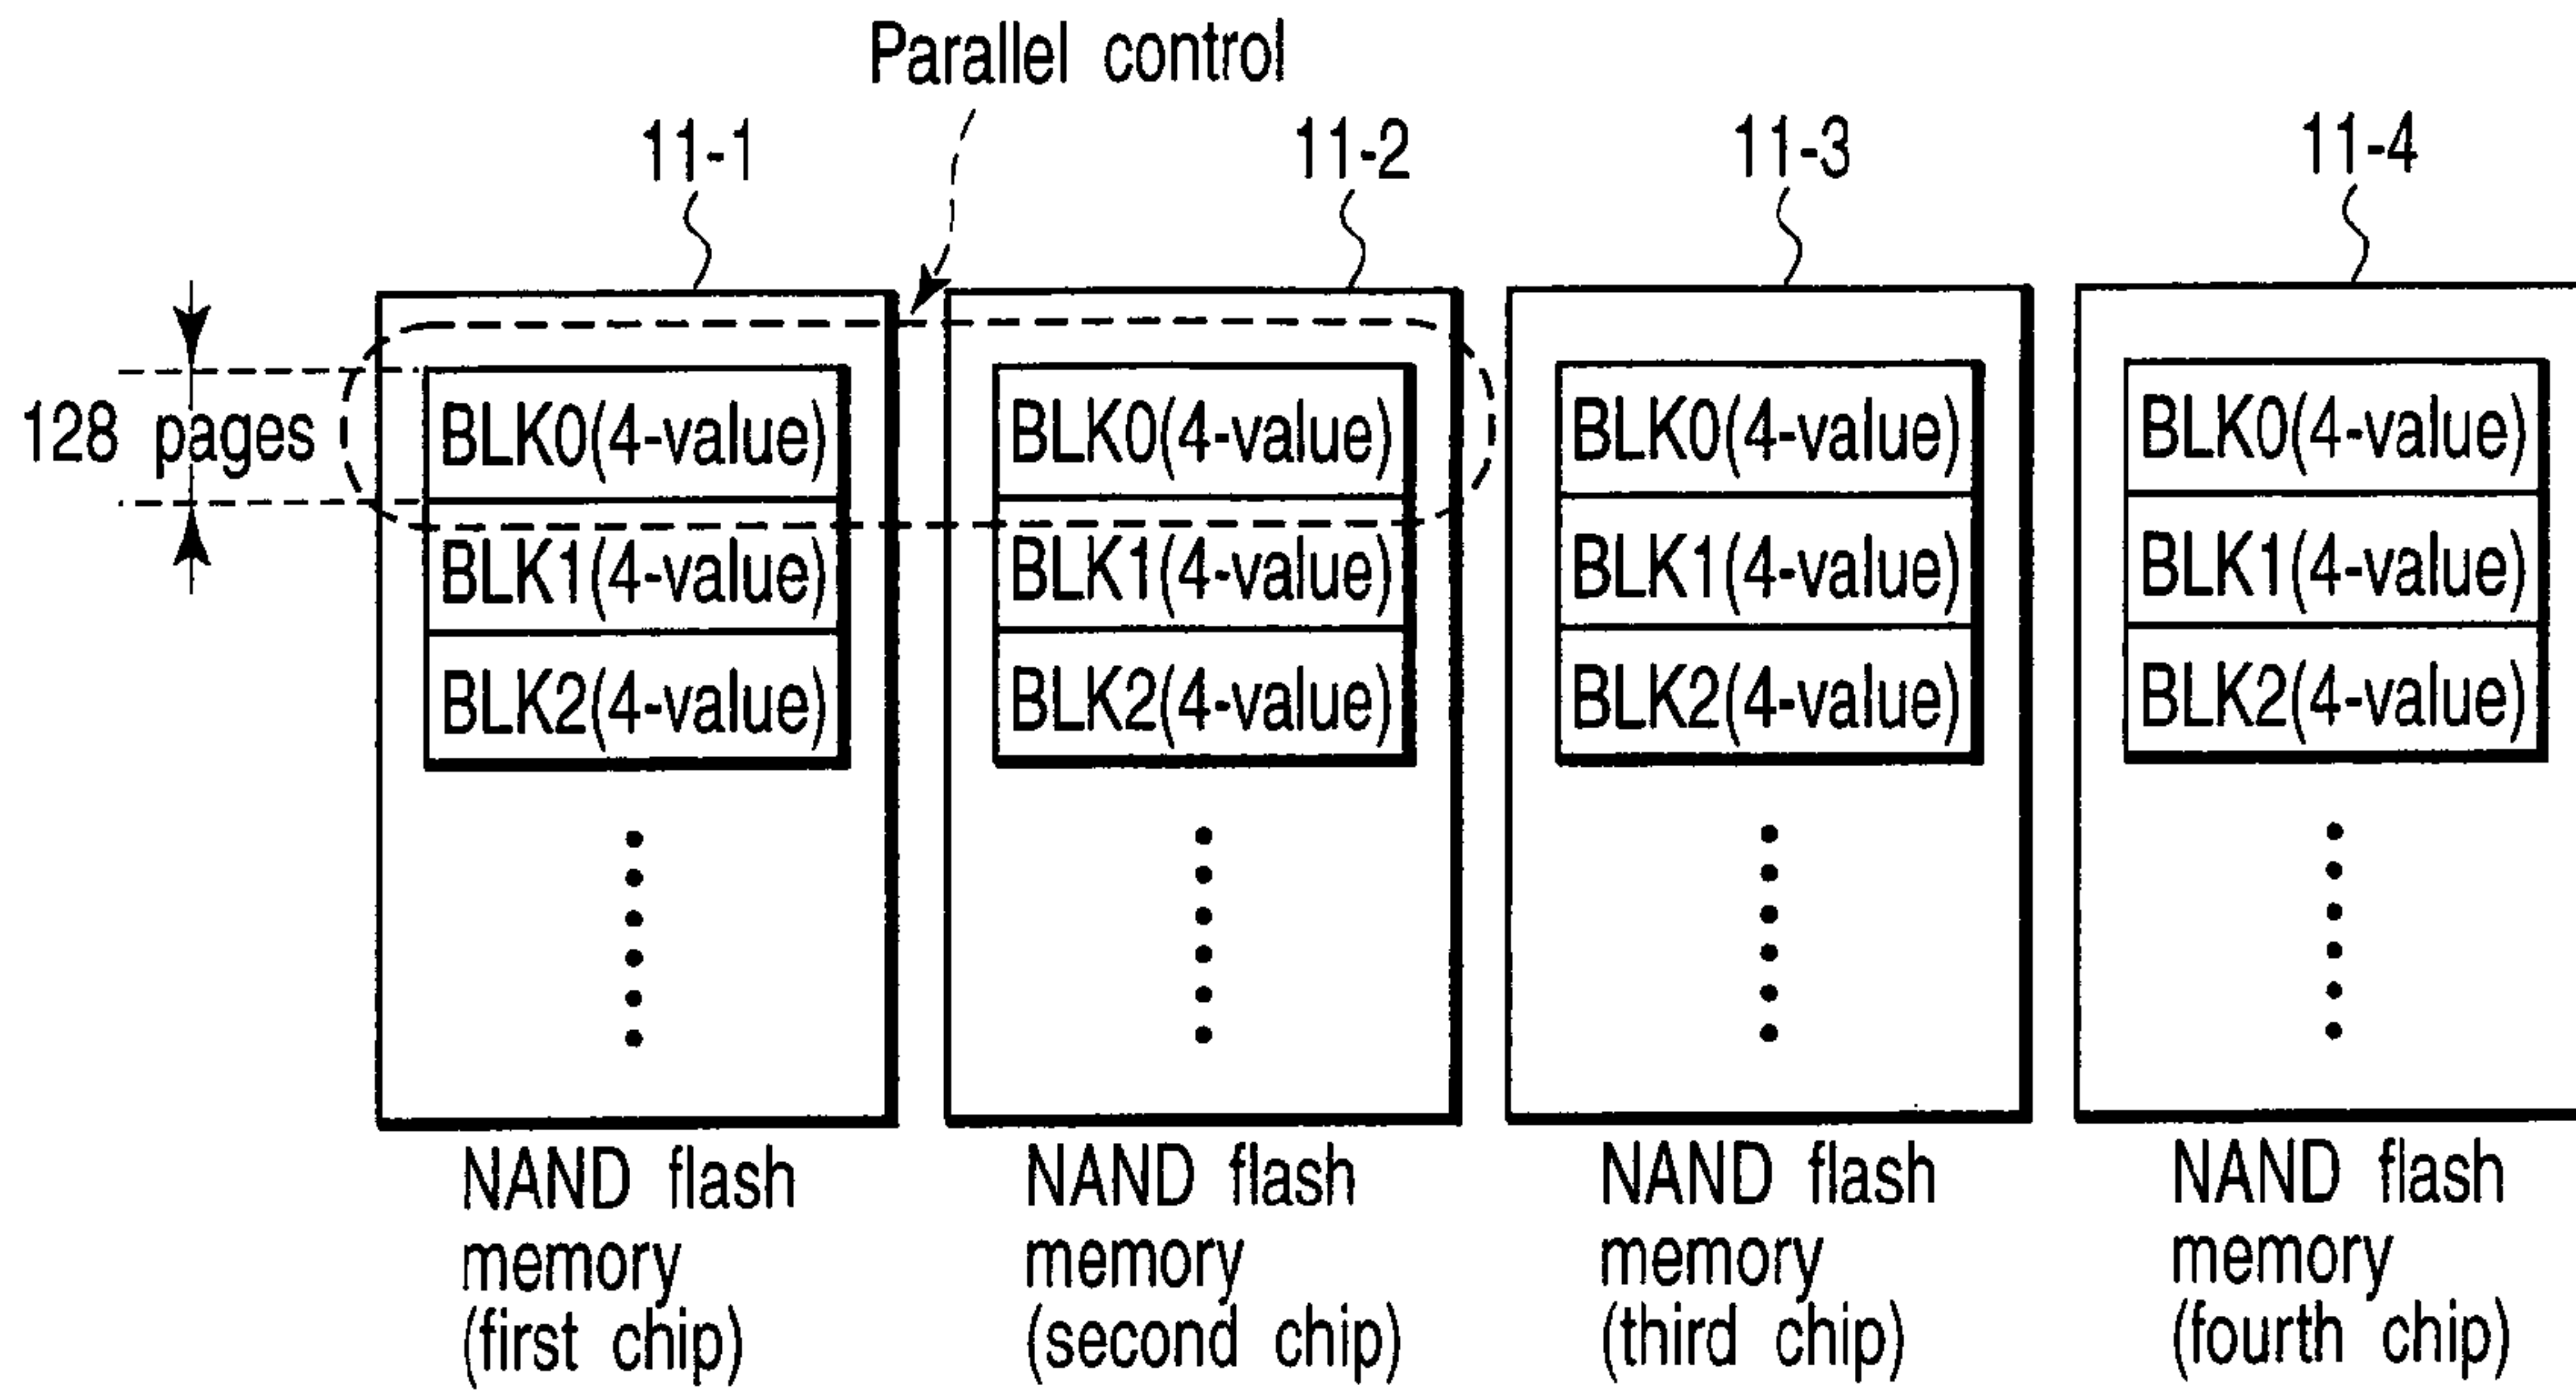 Parallel control
11-1
11-2
11-3
11-4
128 pages
BLK0(4-value)
BLK0(4-value)
BLK0(4-value)
BLK0(4-value)
BLK1(4-value)
BLK1(4-value)
BLK1(4-value)
BLK1(4-value)
BLK2(4-value)
BLK2(4-value)
BLK2(4-value)
BLK2(4-value)
NAND flash
memory
(first chip)
NAND flash
memory
(second chip)
NAND flash
memory
(third chip)
NAND flash
memory
(fourth chip)